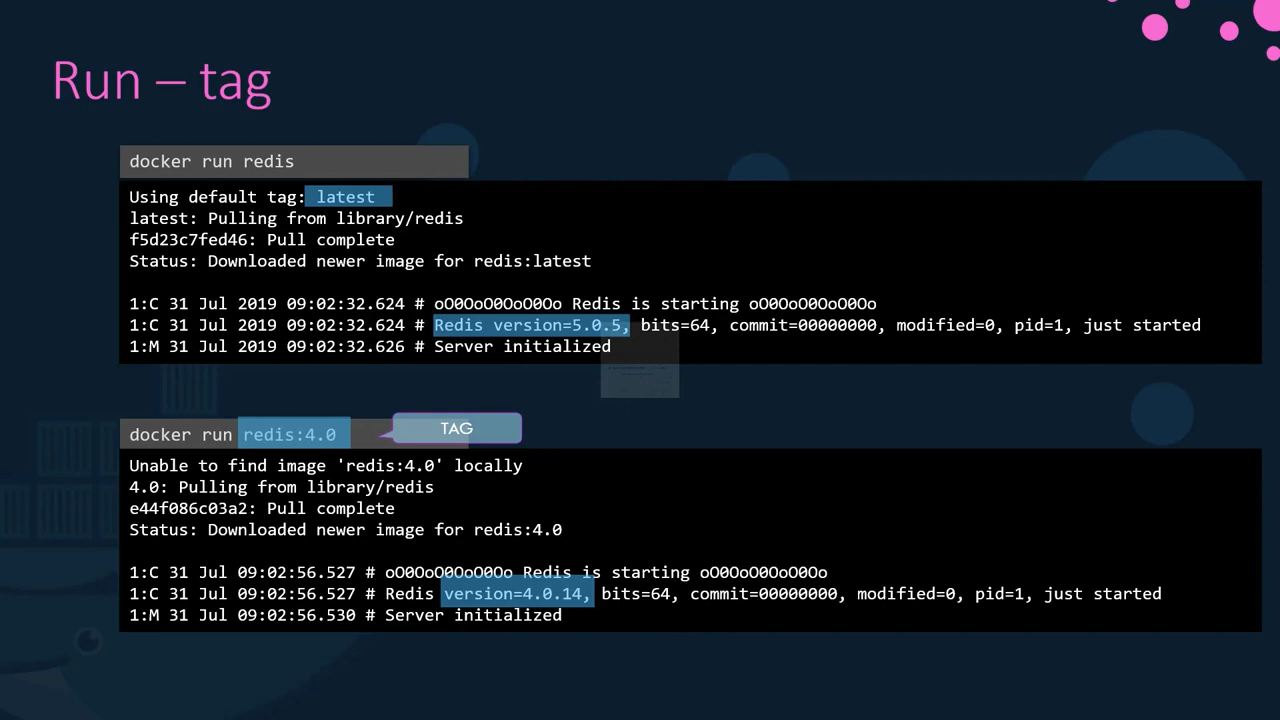 Run – tag
docker run redis
Using default tag: latest
latest: Pulling from library/redis
f5d23c7fed46: Pull complete
Status: Downloaded newer image for redis:latest
1:C 31 Jul 2019 09:02:32.624 # oO0OoO0OoO0Oo Redis is starting oO0OoO0OoO0Oo
1:C 31 Jul 2019 09:02:32.624 # Redis version=5.0.5, bits=64, commit=00000000, modified=0, pid=1, just started
1:M 31 Jul 2019 09:02:32.626 # Server initialized
docker run redis:4.0
TAG
Unable to find image 'redis:4.0' locally
4.0: Pulling from library/redis
e44f086c03a2: Pull complete
Status: Downloaded newer image for redis:4.0
1:C 31 Jul 09:02:56.527 # oO0OoO0OoO0Oo Redis is starting oO0OoO0OoO0Oo
1:C 31 Jul 09:02:56.527 # Redis version=4.0.14, bits=64, commit=00000000, modified=0, pid=1, just started
1:M 31 Jul 09:02:56.530 # Server initialized